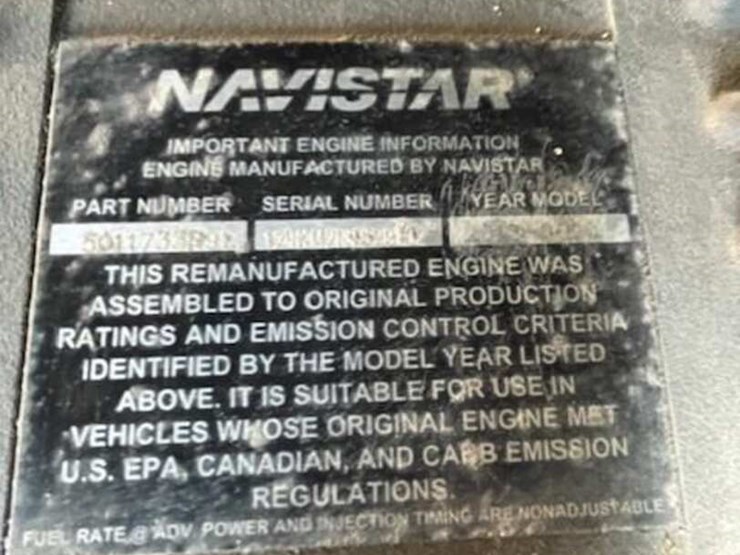 NAVISTAR
IMPORTANT ENGINE INFORMATION
ENGINE MANUFACTURED BY NAVISTAR
PART NUMBER SERIAL NUMBER YEAR MODEL
THIS REMANUFACTURED ENGINE WAS
ASSEMBLED TO ORIGINAL PRODUCTION
RATINGS AND EMISSION CONTROL CRITERIA
IDENTIFIED BY THE MODEL YEAR LISTED
ABOVE. IT IS SUITABLE FOR USE IN
VEHICLES WHOSE ORIGINAL ENGINE MET
U.S. EPA, CANADIAN, AND CARB EMISSION
REGULATIONS.
FUEL RATE @ ADV. POWER AND INJECTION TIMING ARE NONADJUSTABLE